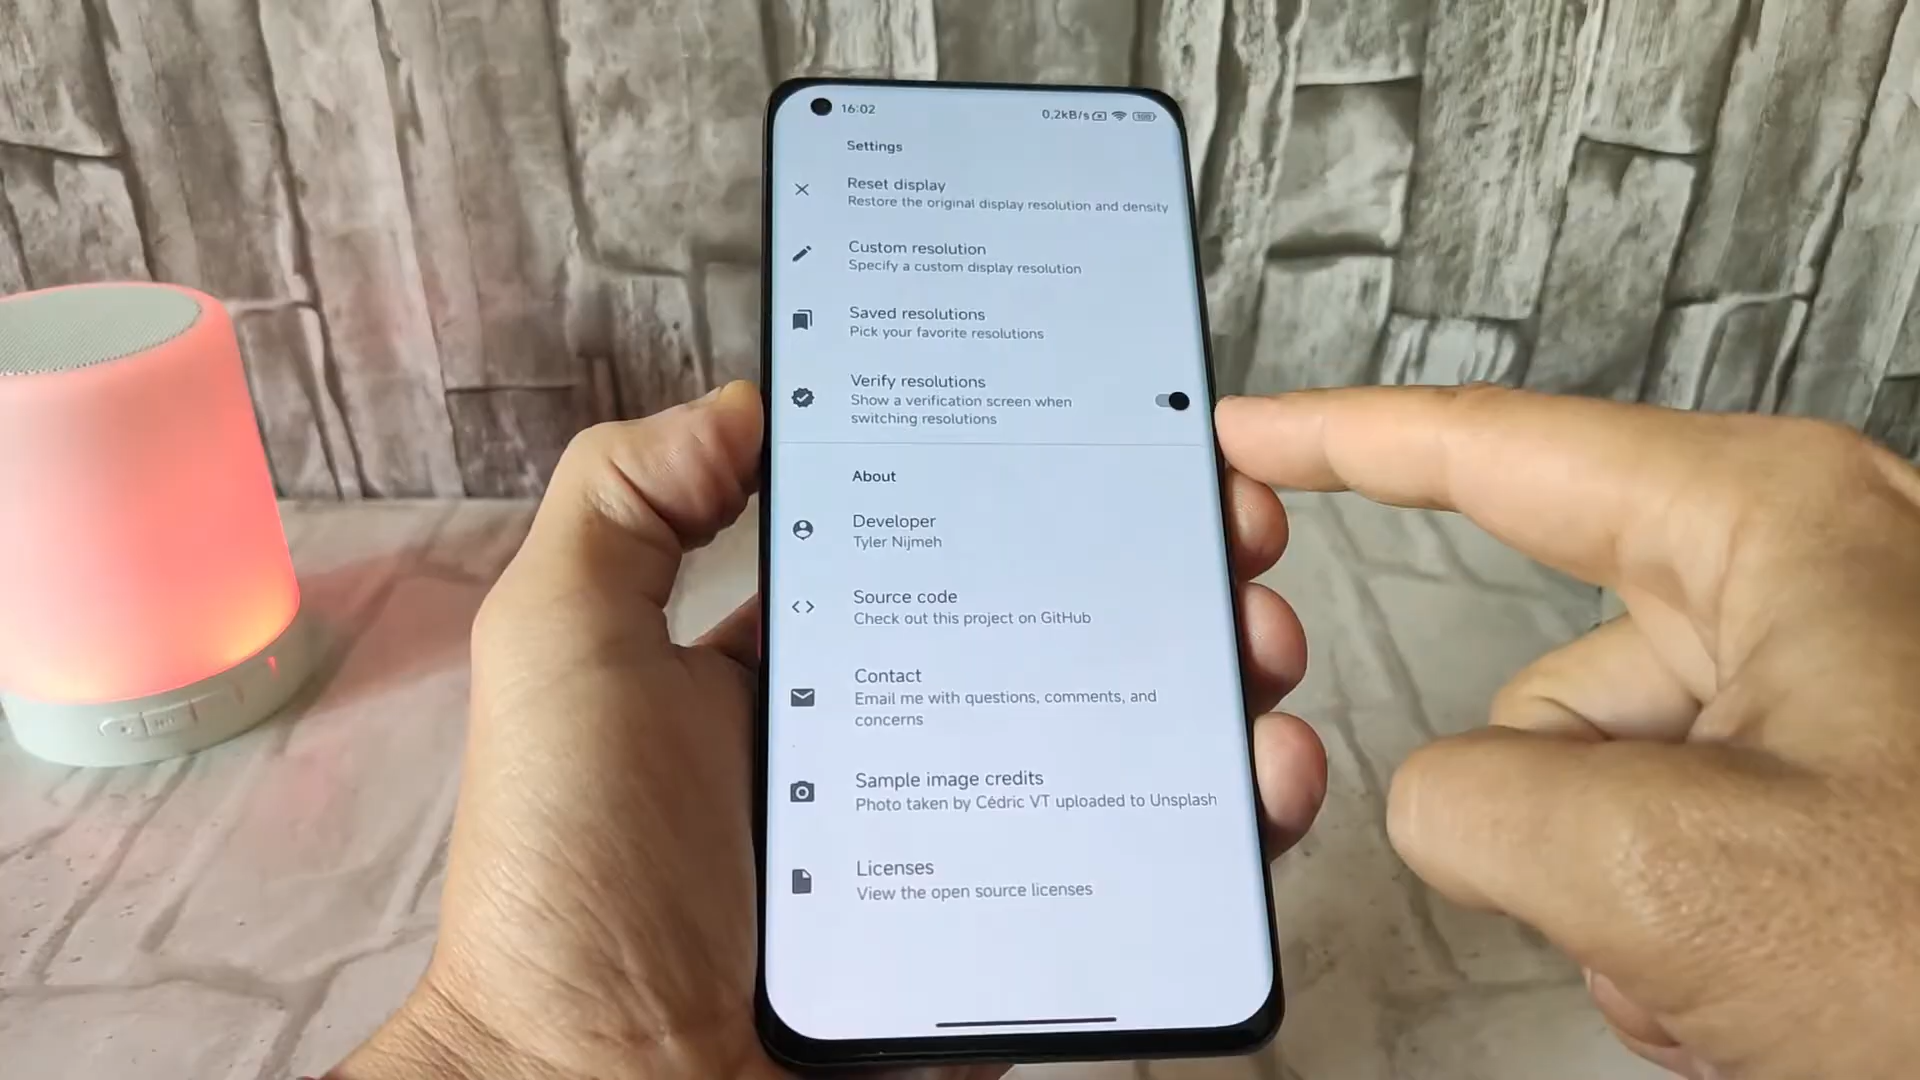 16:02
0,2kB/s
100
Settings
Reset display
Restore the original display resolution and density
Custom resolution
Specify a custom display resolution
Saved resolutions
Pick your favorite resolutions
Verify resolutions
Show a verification screen when
switching resolutions
About
Developer
Tyler Nijmeh
Source code
Check out this project on GitHub
Contact
Email me with questions, comments, and
concerns
Sample image credits
Photo taken by Cédric VT uploaded to Unsplash
Licenses
View the open source licenses